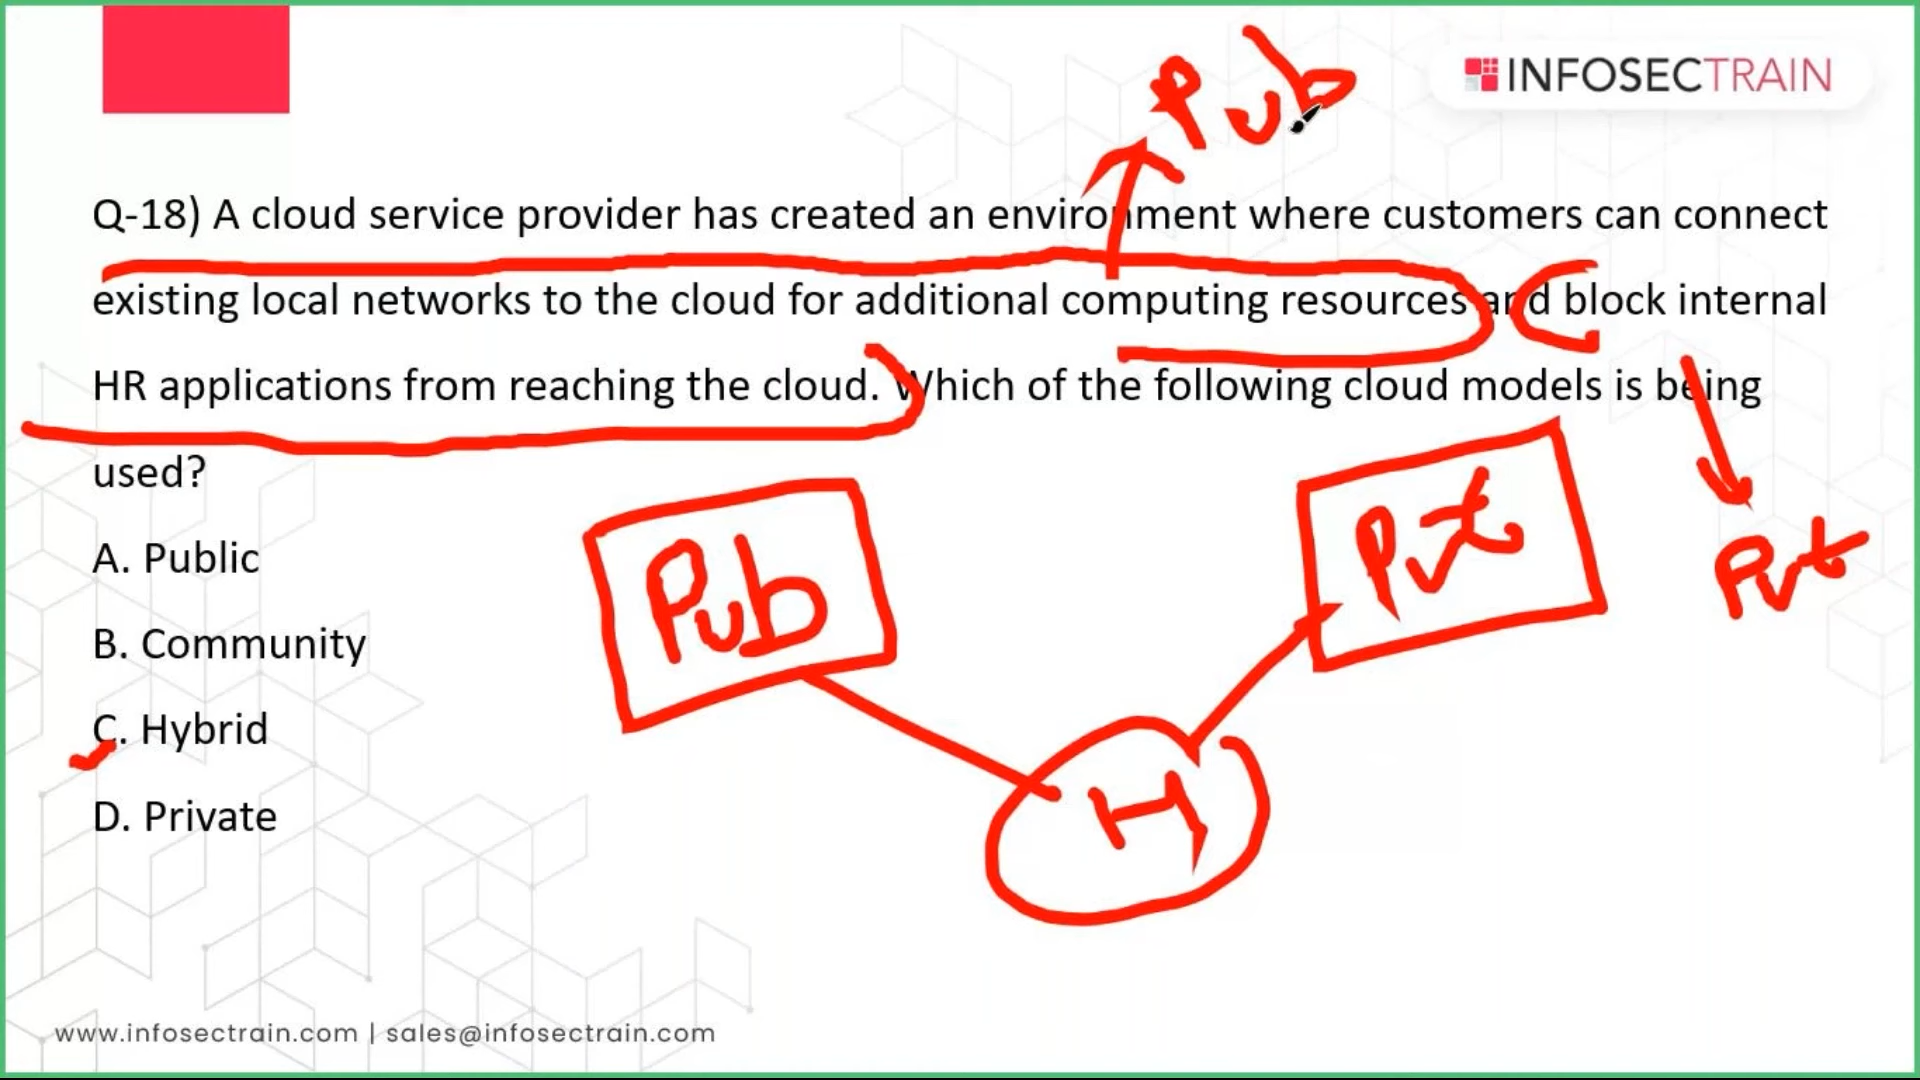 Pub
INFOSECTRAIN
Q-18) A cloud service provider has created an environment where customers can connect
existing local networks to the cloud for additional computing resources and block internal
HR applications from reaching the cloud. Which of the following cloud models is being
used?
Pub
Pvt
Pvt
A. Public
B. Community
C. Hybrid
H
D. Private
www.infosectrain.com | sales@infosectrain.com